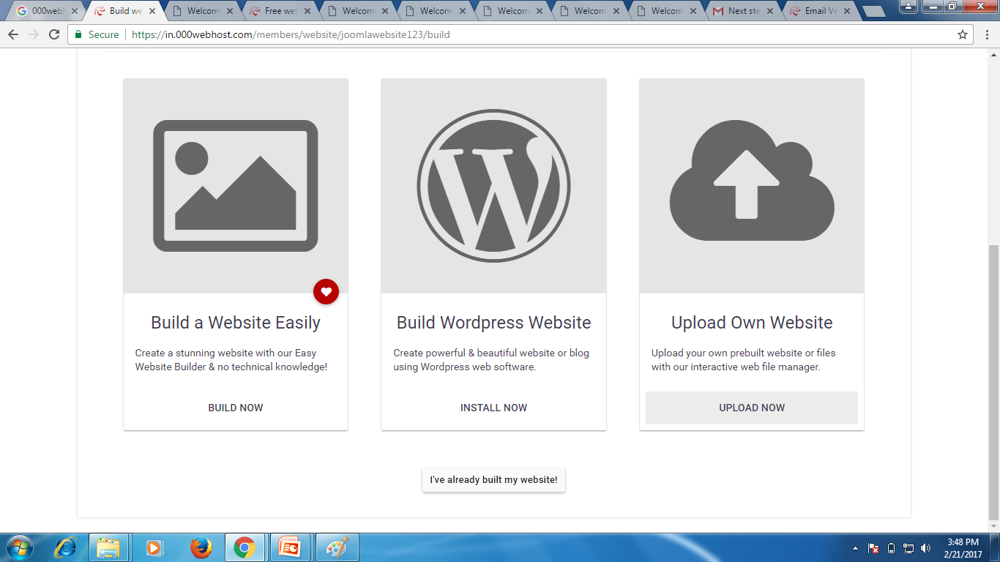 000webl
Build we
Welcom
Free wel
Welcom
Welcom
Welcom
Welcom
Welcom
Next ste
Email Ve
Secure
https://in.000webhost.com/members/website/joomlawebsite123/build
Build a Website Easily
Create a stunning website with our Easy
Website Builder & no technical knowledge!
BUILD NOW
Build Wordpress Website
Create powerful & beautiful website or blog
using Wordpress web software.
INSTALL NOW
Upload Own Website
Upload your own prebuilt website or files
with our interactive web file manager.
UPLOAD NOW
I've already built my website!
3:48 PM
2/21/2017